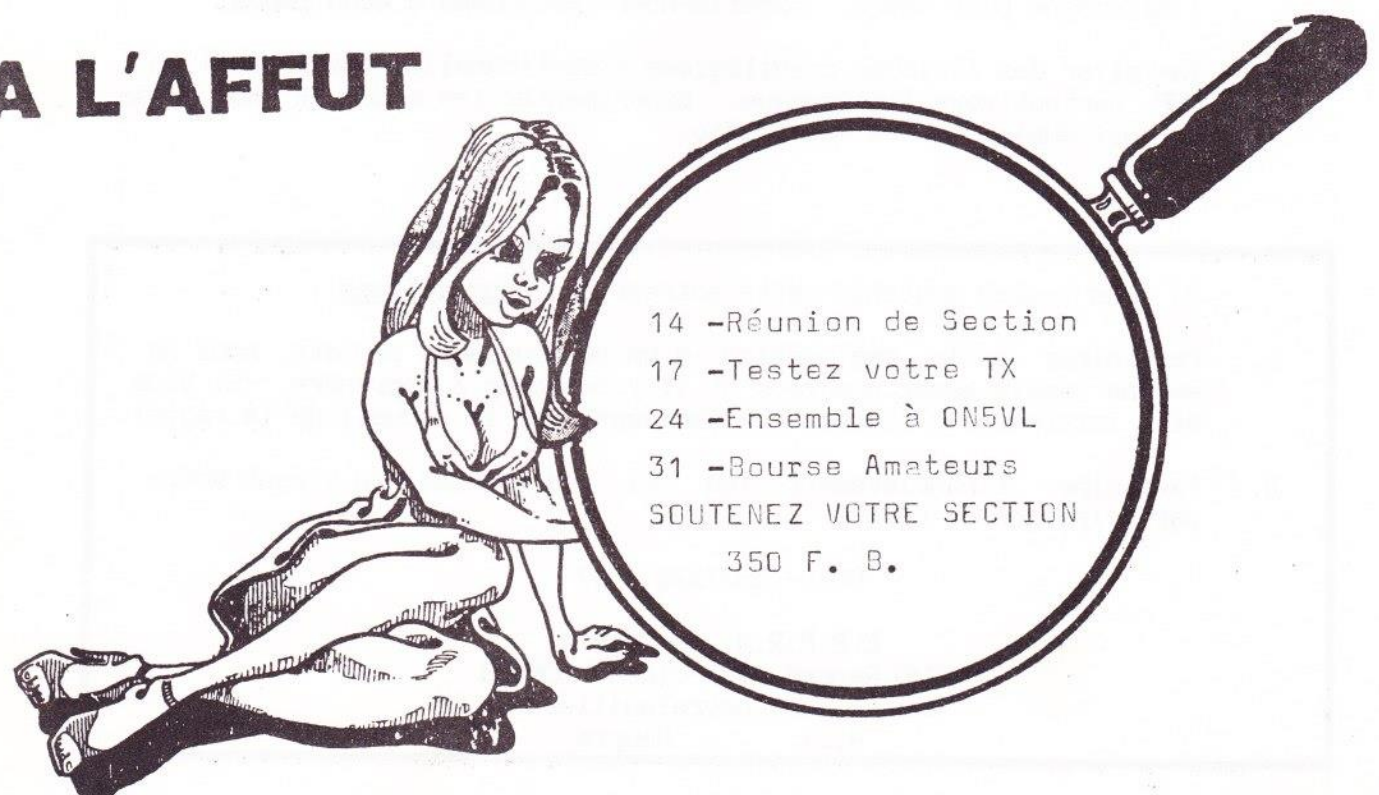 A L'AFFUT
14 -Réunion de Section
17 -Testez votre TX
24 -Ensemble à ON5VL
31 -Bourse Amateurs
SOUTENEZ VOTRE SECTION
350 F. B.